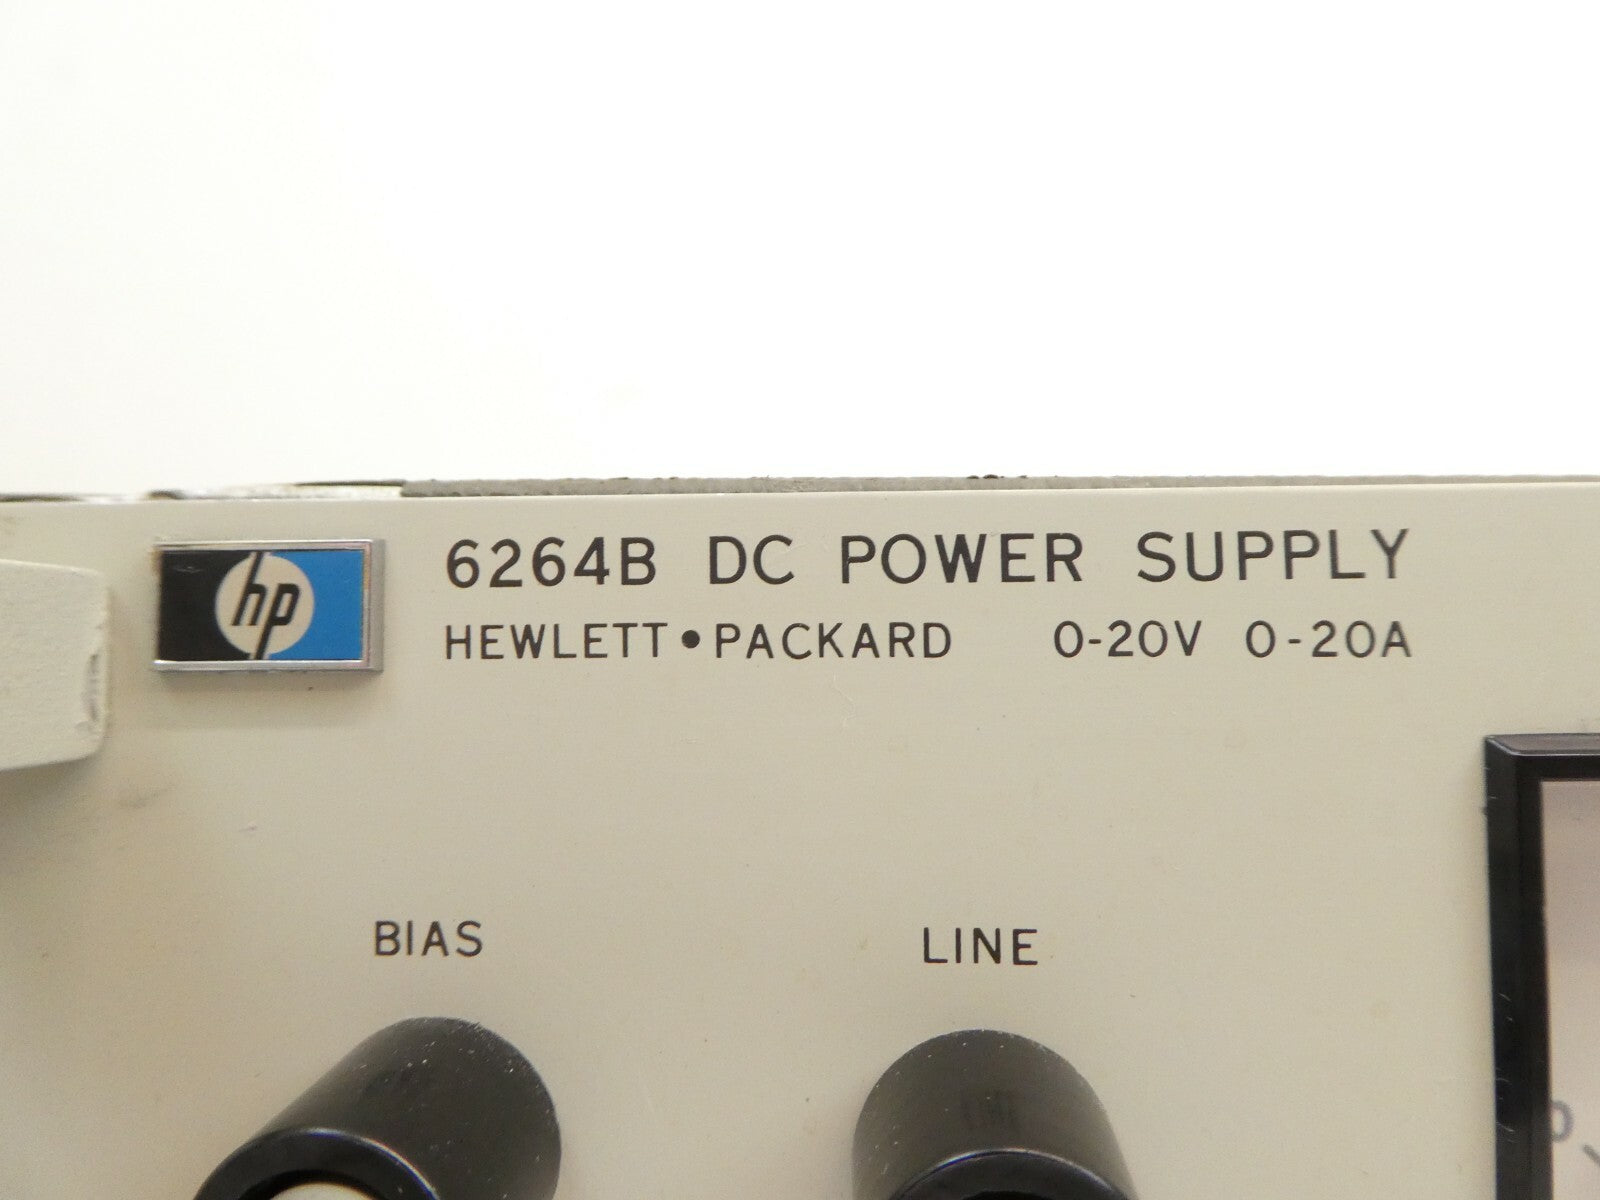 hp
6264B DC POWER SUPPLY
HEWLETT•PACKARD 0-20V 0-20A
BIAS
LINE